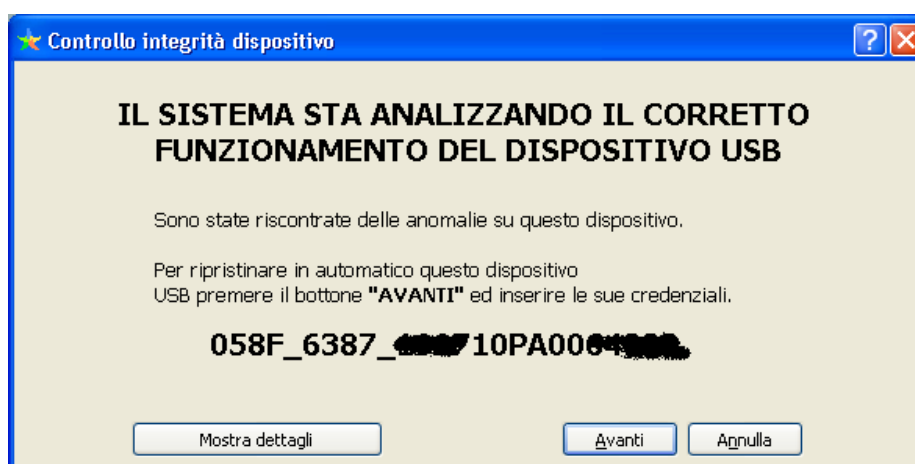 Controllo integrità dispositivo
IL SISTEMA STA ANALIZZANDO IL CORRETTO
FUNZIONAMENTO DEL DISPOSITIVO USB
Sono state riscontrate delle anomalie su questo dispositivo.
Per ripristinare in automatico questo dispositivo
USB premere il bottone "AVANTI" ed inserire le sue credenziali.
058F_6387_ 10PA00
Mostra dettagli
Avanti
Annulla